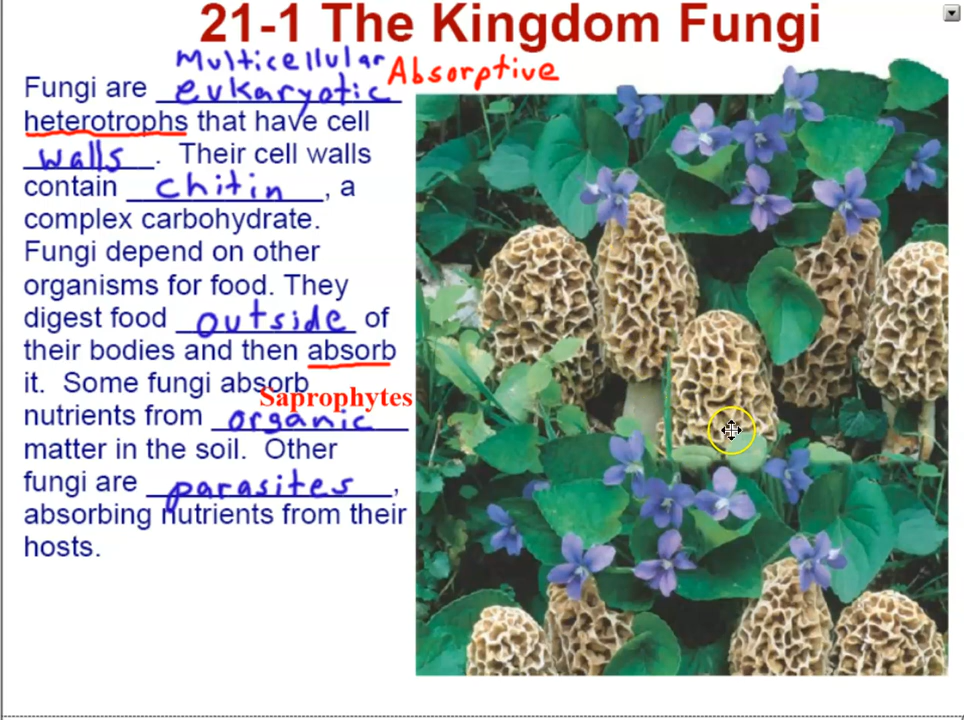 21-1 The Kingdom Fungi
Multicellular
Absorptive
Fungi are eukaryotic
heterotrophs that have cell
walls. Their cell walls
contain chitin, a
complex carbohydrate.
Fungi depend on other
organisms for food. They
digest food outside of
their bodies and then absorb
it. Some fungi absorb
Saprophytes
nutrients from organic
matter in the soil. Other
fungi are parasites,
absorbing nutrients from their
hosts.